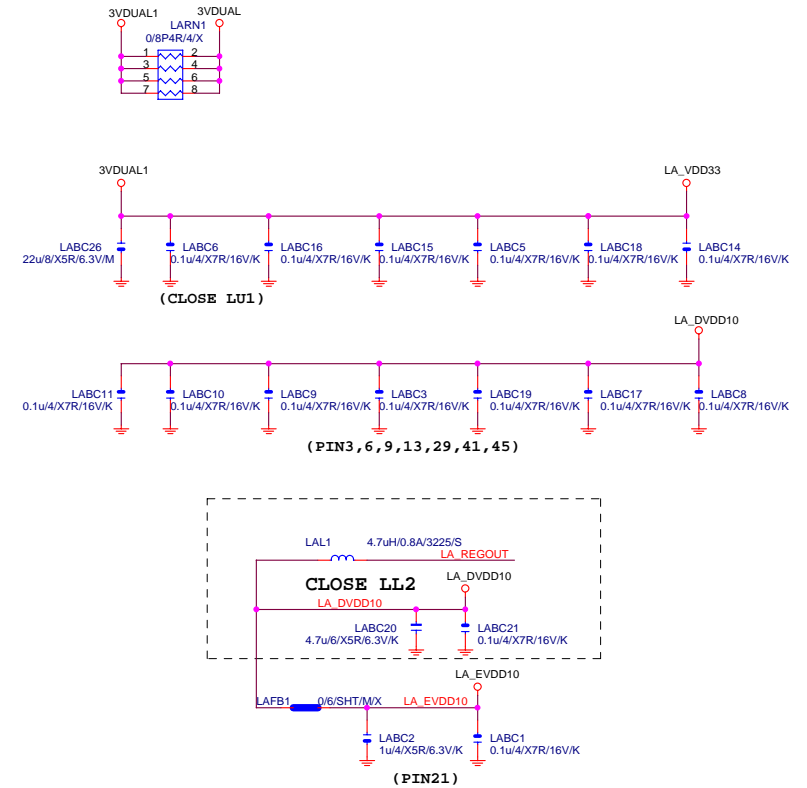 3VDUAL1 3VDUAL
LARN1
0/8P4R/4/X
1 2
3 4
5 6
7 8
3VDUAL1 LA_VDD33
LABC26 LABC6 LABC16 LABC15 LABC5 LABC18 LABC14
22u/8/X5R/6.3V/M 0.1u/4/X7R/16V/K 0.1u/4/X7R/16V/K 0.1u/4/X7R/16V/K 0.1u/4/X7R/16V/K 0.1u/4/X7R/16V/K 0.1u/4/X7R/16V/K
(CLOSE LU1)
LA_DVDD10
LABC11 LABC10 LABC9 LABC3 LABC19 LABC17 LABC8
0.1u/4/X7R/16V/K 0.1u/4/X7R/16V/K 0.1u/4/X7R/16V/K 0.1u/4/X7R/16V/K 0.1u/4/X7R/16V/K 0.1u/4/X7R/16V/K 0.1u/4/X7R/16V/K
(PIN3,6,9,13,29,41,45)
LAL1 4.7uH/0.8A/3225/S
LA_REGOUT
CLOSE LL2 LA_DVDD10
LA_DVDD10
LABC20 LABC21
4.7u/6/X5R/6.3V/K 0.1u/4/X7R/16V/K
LA_EVDD10
LAFB1 0/6/SHT/M/X LA_EVDD10
LABC2 LABC1
1u/4/X5R/6.3V/K 0.1u/4/X7R/16V/K
(PIN21)